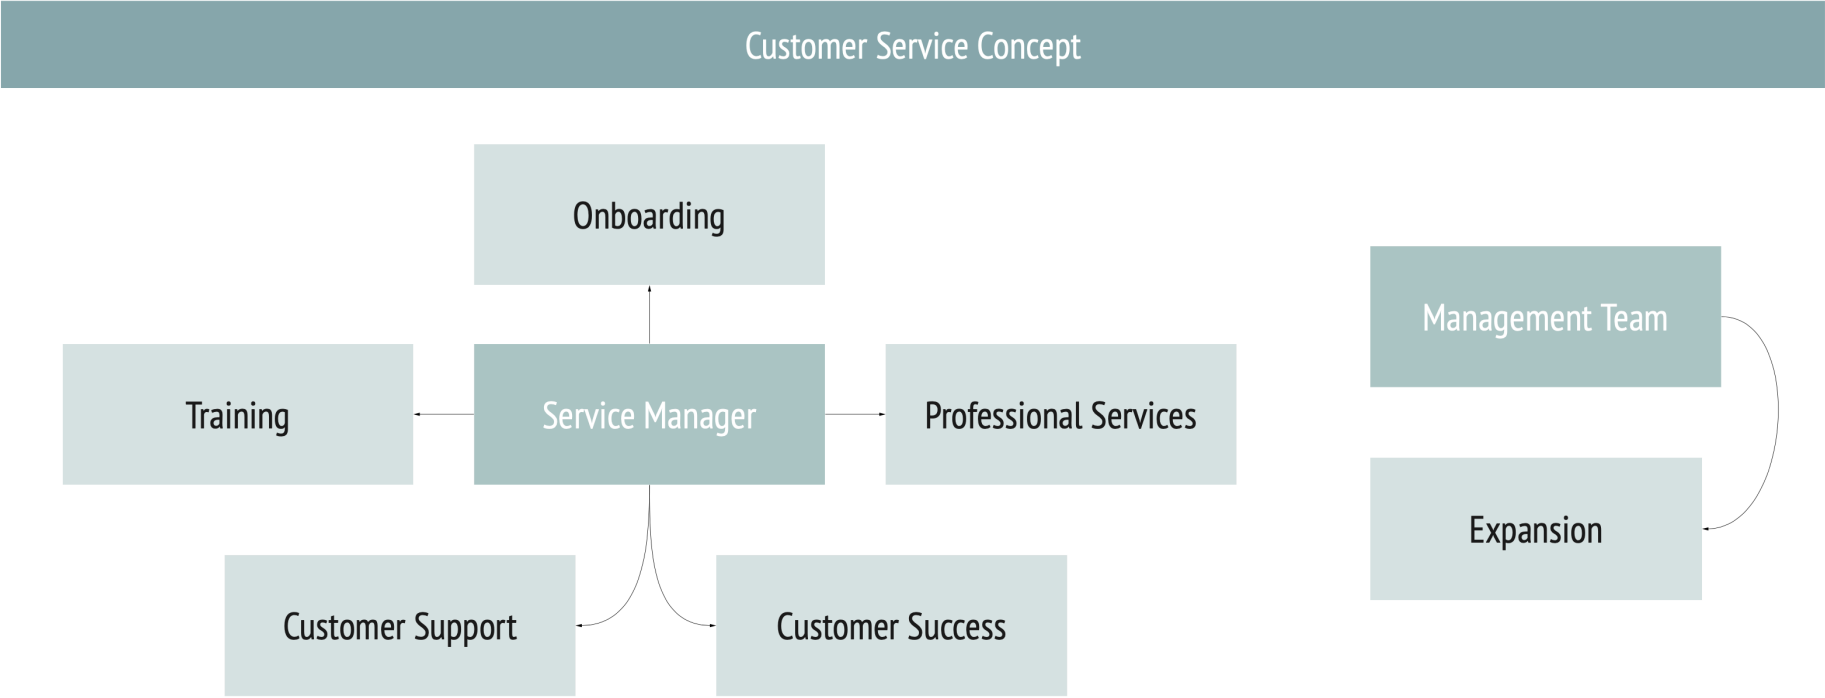 Customer Service Concept
Onboarding
Management Team
Training
Service Manager
Professional Services
Expansion
Customer Support
Customer Success